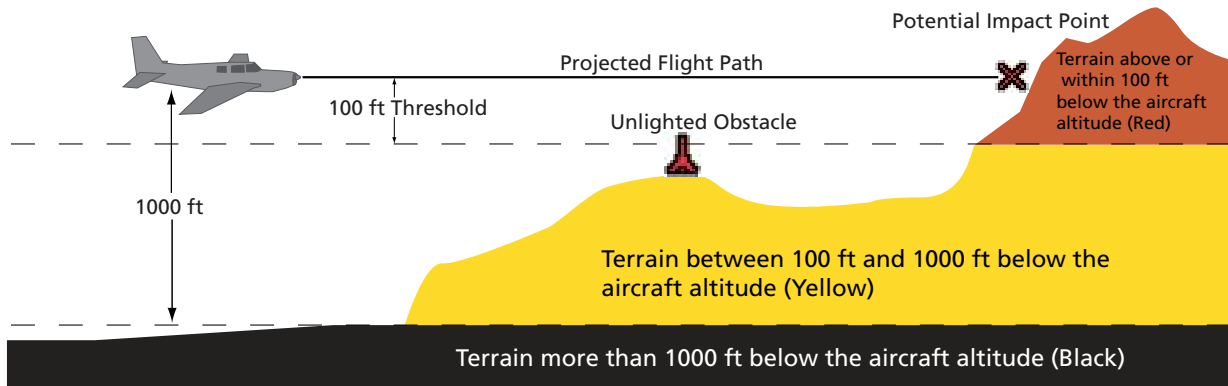 Potential Impact Point
Projected Flight Path
Terrain above or
within 100 ft
below the aircraft
altitude (Red)
100 ft Threshold
Unlighted Obstacle
1000 ft
Terrain between 100 ft and 1000 ft below the
aircraft altitude (Yellow)
Terrain more than 1000 ft below the aircraft altitude (Black)